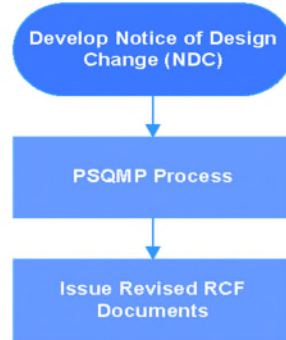 Develop Notice of Design
Change (NDC)
PSQMP Process
Issue Revised RCF
Documents